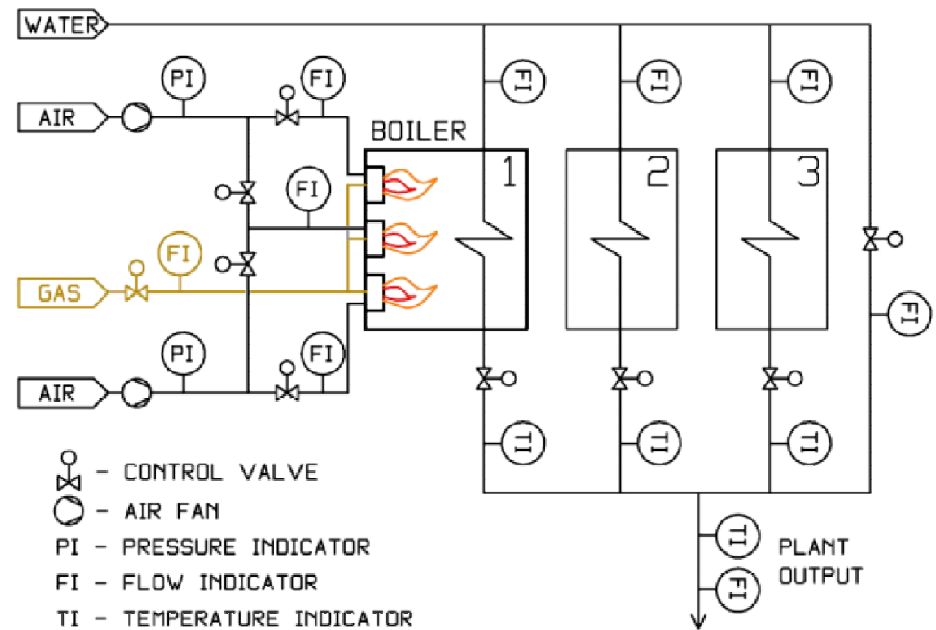 WATER
PI
FI
FI
FI
FI
AIR
BOILER
1
2
3
FI
FI
GAS
FI
PI
FI
AIR
TI
TI
TI
- CONTROL VALVE
- AIR FAN
PI - PRESSURE INDICATOR
FI - FLOW INDICATOR
TI - TEMPERATURE INDICATOR
TI
FI
PLANT
OUTPUT